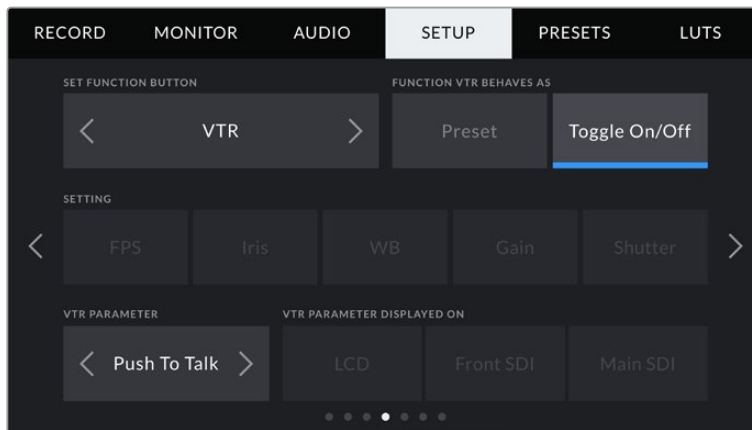 RECORD MONITOR AUDIO SETUP PRESETS LUTS
SET FUNCTION BUTTON FUNCTION VTR BEHAVES AS
VTR Preset Toggle On/Off
SETTING
FPS Iris WB Gain Shutter
VTR PARAMETER VTR PARAMETER DISPLAYED ON
Push To Talk LCD Front SDI Main SDI